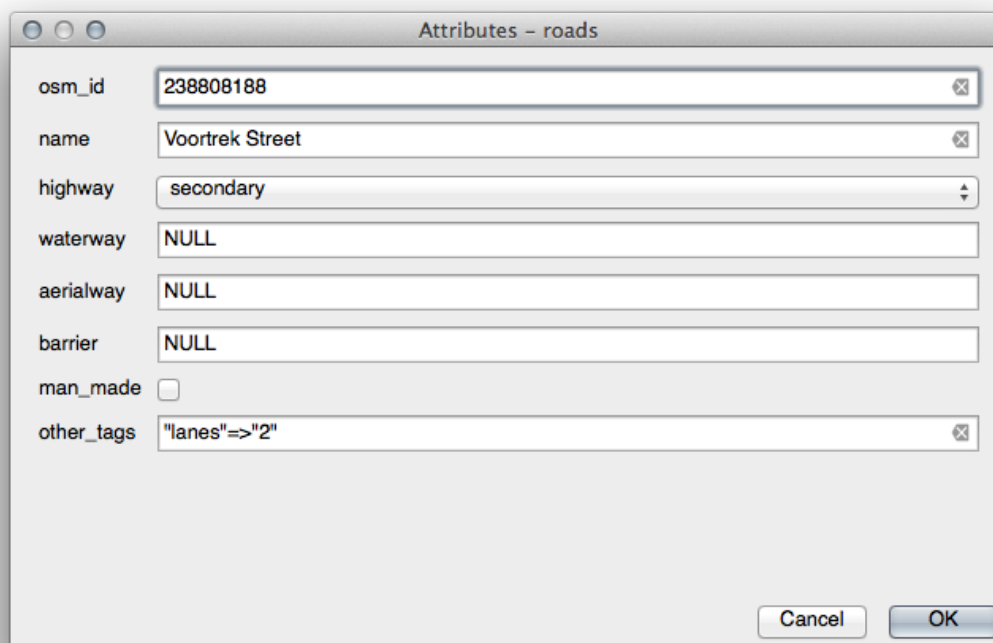 Attributes – roads
osm_id 238808188
name Voortrek Street
highway secondary
waterway NULL
aerialway NULL
barrier NULL
man_made
other_tags "lanes"=>"2"
Cancel OK